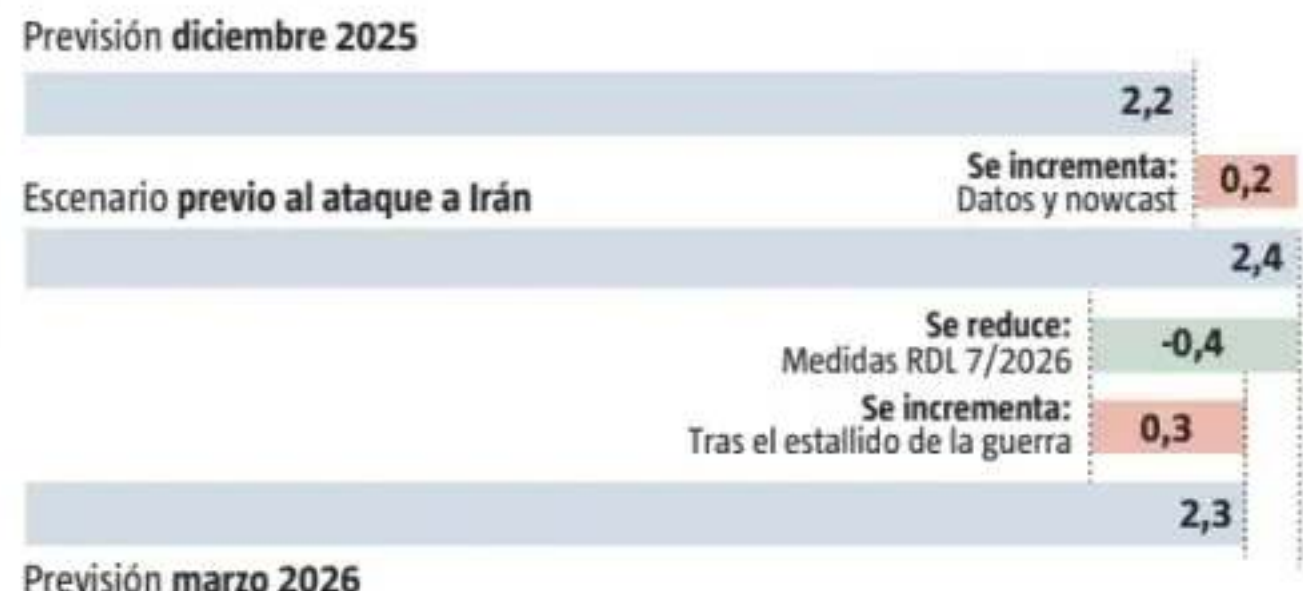 Previsión diciembre 2025
2,2
Se incrementa:
Datos y nowcast
0,2
Escenario previo al ataque a Irán
2,4
Se reduce:
Medidas RDL 7/2026
-0,4
Se incrementa:
Tras el estallido de la guerra
0,3
2,3
Previsión marzo 2026